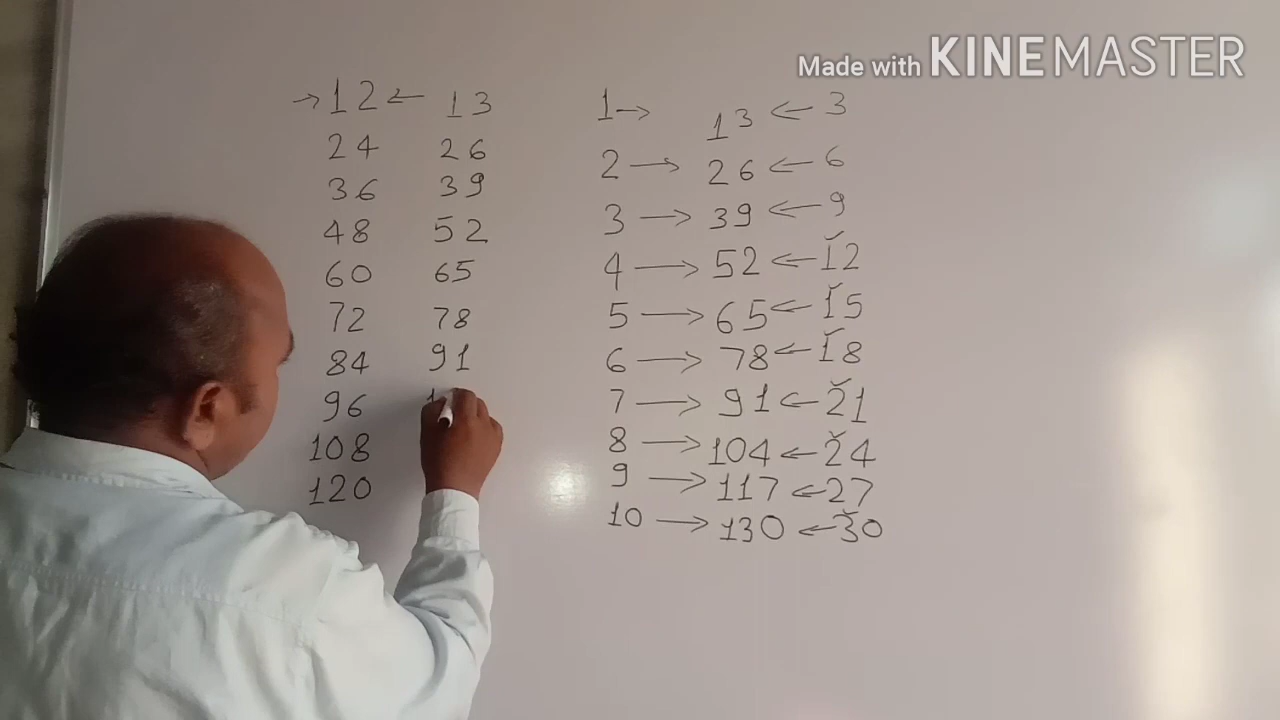 Made with KINEMASTER
→ 12 ← 13 1 → 13 ← 3
24 26 2 → 26 ← 6
36 39 3 → 39 ← 9
48 52 4 → 52 ← 12
60 65 5 → 65 ← 15
72 78 6 → 78 ← 18
84 91 7 → 91 ← 21
96 1 8 → 104 ← 24
108 9 → 117 ← 27
120 10 → 130 ← 30